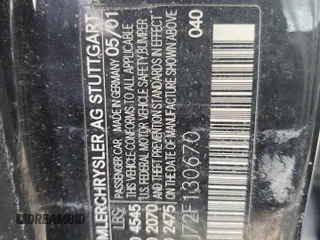 MLERCHRYSLER AG STUTTGART
LBS PASSENGER CAR MADE IN GERMANY 05/01
4545 THIS VEHICLE CONFORMS TO ALL APPLICABLE
U.S. FEDERAL MOTOR VEHICLE SAFETY BUMPER
2070 AND THEFT PREVENTION STANDARDS IN EFFECT
2475 ON THE DATE OF MANUFACTURE SHOWN ABOVE
040
J72F130670
DREAMBID